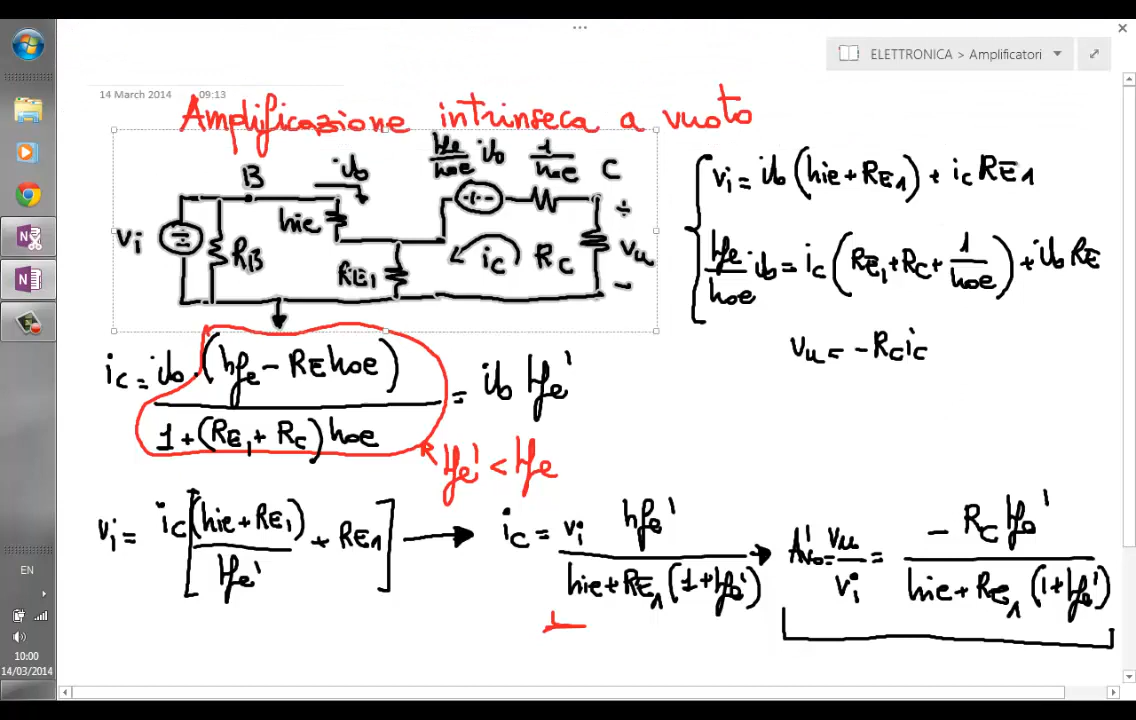 ELETTRONICA > Amplificatori
14 March 2014 09:13
Amplificazione intrinseca a vuoto
B ib hfe/hoe ib 1/hoe C
vi RB hie RE1 ic RC + vu −
vi = ib (hie + RE1) + ic RE1
hfe/hoe · ib = ic (RE1 + RC + 1/hoe) + ib RE
vu = − RC ic
ic = ib · (hfe − RE hoe) / 1 + (RE1 + RC) hoe = ib hfe'
hfe' < hfe
vi = ic [(hie + RE1) / hfe' + RE1] → ic = vi hfe' / hie + RE1 (1 + hfe') → Av0' = vu / vi = − RC hfe' / hie + RE1 (1 + hfe')
EN
10:00
14/03/2014